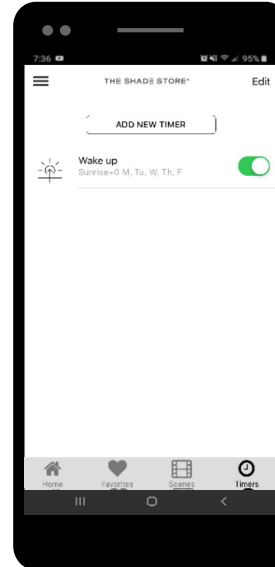 7:36 95%
THE SHADE STORE Edit
ADD NEW TIMER
Wake up
Sunrise+0 M, Tu, W, Th, F
Home Favorites Scenes Timers